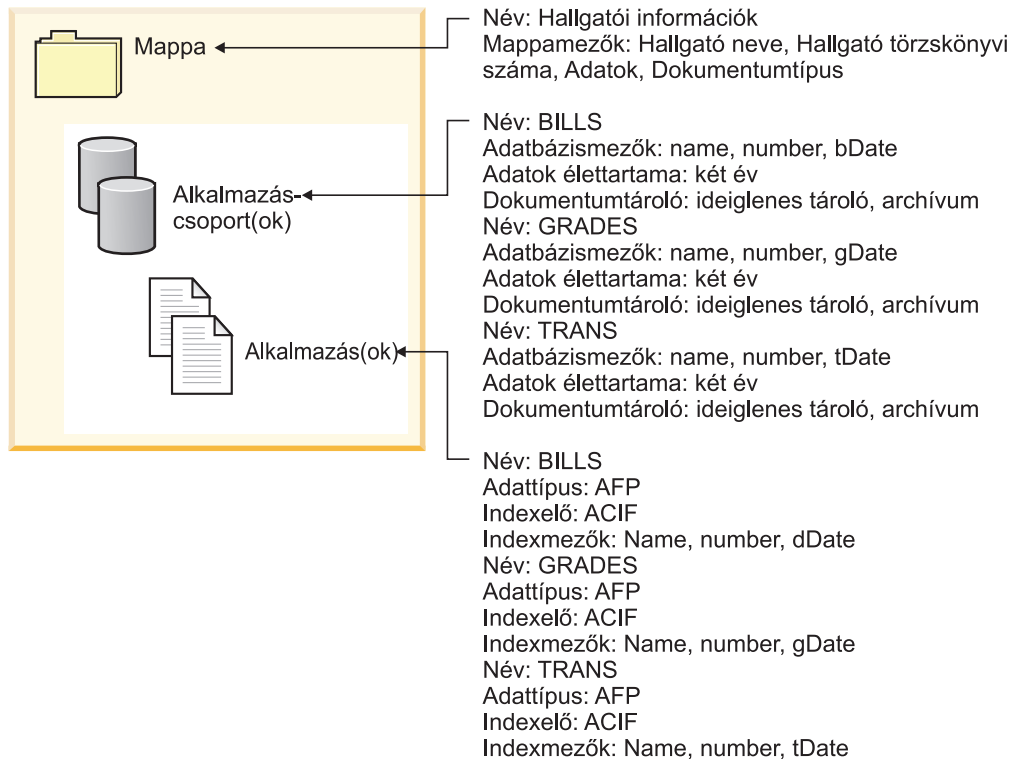 Mappa
Alkalmazás-
csoport(ok)
Alkalmazás(ok)
Név: Hallgatói információk
Mappamezők: Hallgató neve, Hallgató törzskönyvi
száma, Adatok, Dokumentumtípus
Név: BILLS
Adatbázismezők: name, number, bDate
Adatok élettartama: két év
Dokumentumtároló: ideiglenes tároló, archívum
Név: GRADES
Adatbázismezők: name, number, gDate
Adatok élettartama: két év
Dokumentumtároló: ideiglenes tároló, archívum
Név: TRANS
Adatbázismezők: name, number, tDate
Adatok élettartama: két év
Dokumentumtároló: ideiglenes tároló, archívum
Név: BILLS
Adattípus: AFP
Indexelő: ACIF
Indexmezők: Name, number, dDate
Név: GRADES
Adattípus: AFP
Indexelő: ACIF
Indexmezők: Name, number, gDate
Név: TRANS
Adattípus: AFP
Indexelő: ACIF
Indexmezők: Name, number, tDate